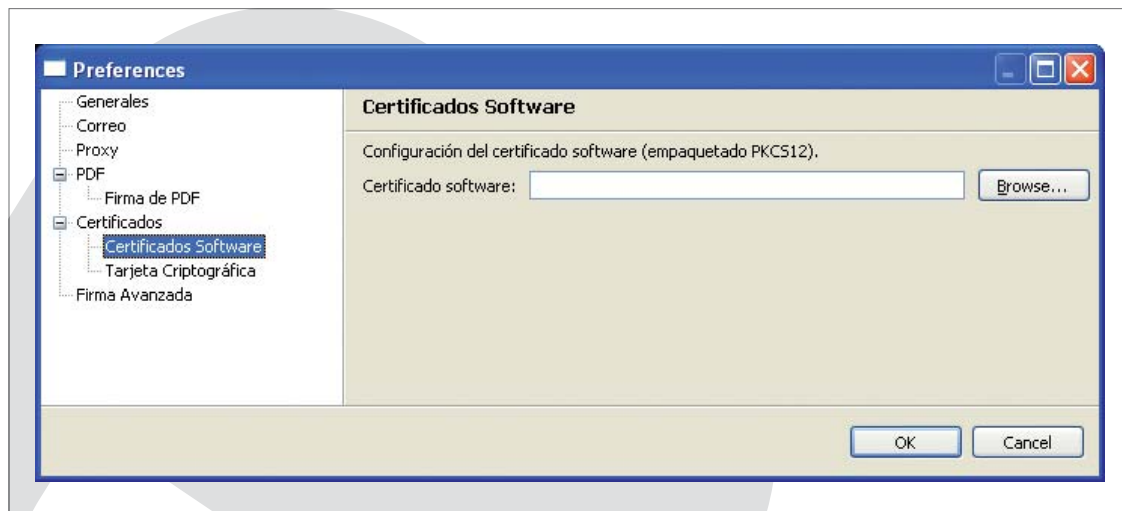 Preferences
Generales
Correo
Proxy
PDF
Firma de PDF
Certificados
Certificados Software
Tarjeta Criptográfica
Firma Avanzada
Certificados Software
Configuración del certificado software (empaquetado PKCS12).
Certificado software:
Browse...
OK
Cancel